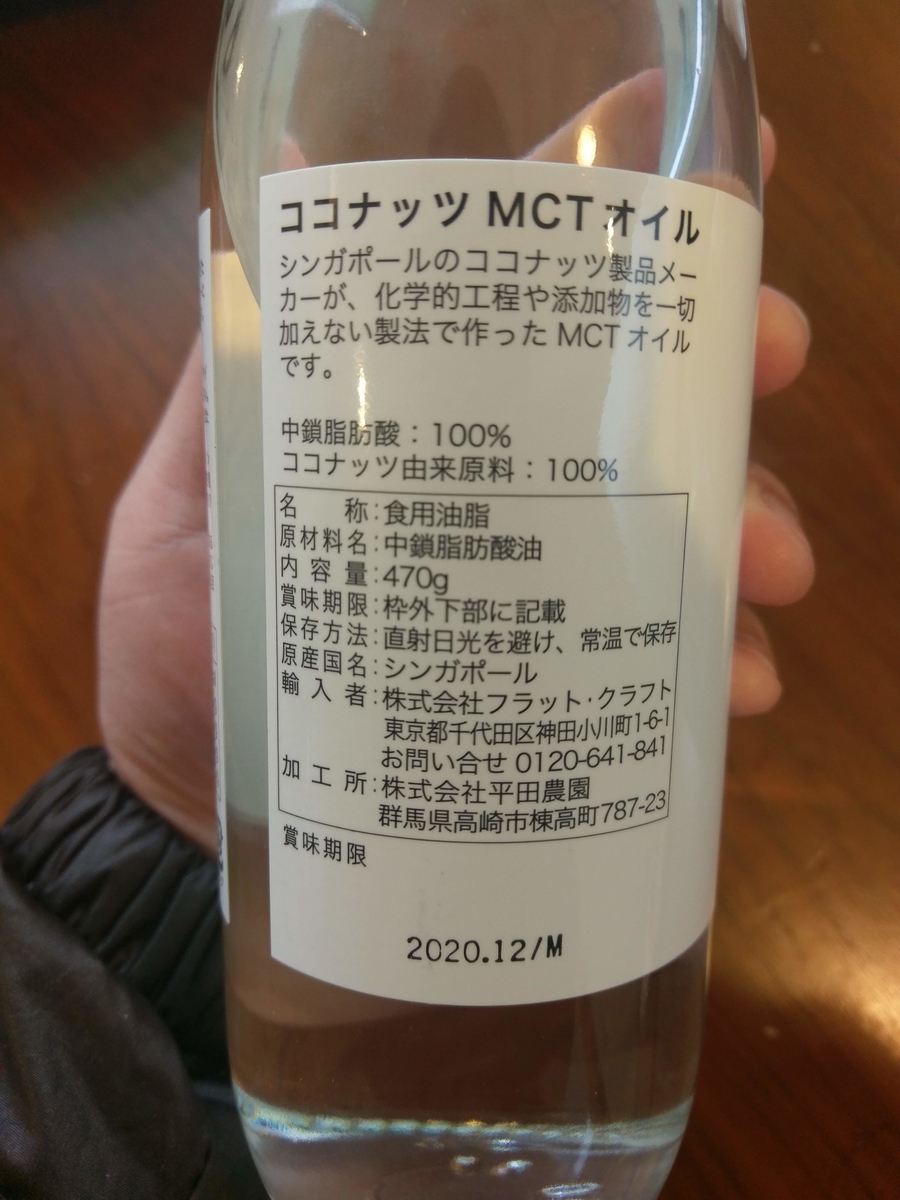 ココナッツ MCTオイル
シンガポールのココナッツ製品メー
カーが、化学的工程や添加物を一切
加えない製法で作ったMCTオイル
です。
中鎖脂肪酸：100%
ココナッツ由来原料：100%
名称：食用油脂
原材料名：中鎖脂肪酸油
内容量：470g
賞味期限：枠外下部に記載
保存方法：直射日光を避け、常温で保存
原産国名：シンガポール
輸入者：株式会社フラット・クラフト
東京都千代田区神田小川町1-6-1
お問い合せ 0120-641-841
加工所：株式会社平田農園
群馬県高崎市棟高町787-23
賞味期限
2020.12/M